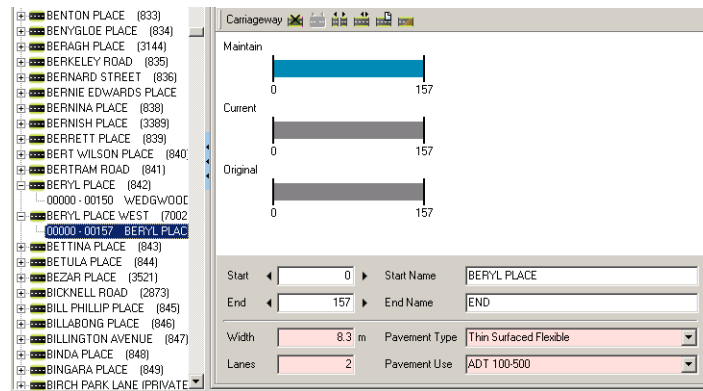 BENTON PLACE (833)
BENYGLOE PLACE (834)
BERAGH PLACE (3144)
BERKELEY ROAD (835)
BERNARD STREET (836)
BERNIE EDWARDS PLACE
BERNINA PLACE (838)
BERNISH PLACE (3389)
BERRETT PLACE (839)
BERT WILSON PLACE (840)
BERTRAM ROAD (841)
BERYL PLACE (842)
00000 - 00150 WEDGWOOD
BERYL PLACE WEST (7002
00000 - 00157 BERYL PLAC
BETTINA PLACE (843)
BETULA PLACE (844)
BEZAR PLACE (3521)
BICKNELL ROAD (2873)
BILL PHILLIP PLACE (845)
BILLABONG PLACE (846)
BILLINGTON AVENUE (847)
BINDA PLACE (848)
BINGARA PLACE (849)
BIRCH PARK LANE (PRIVATE
Carriageway
Maintain
0 157
Current
0 157
Original
0 157
Start 0 Start Name BERYL PLACE
End 157 End Name END
Width 8.3 m Pavement Type Thin Surfaced Flexible
Lanes 2 Pavement Use ADT 100-500